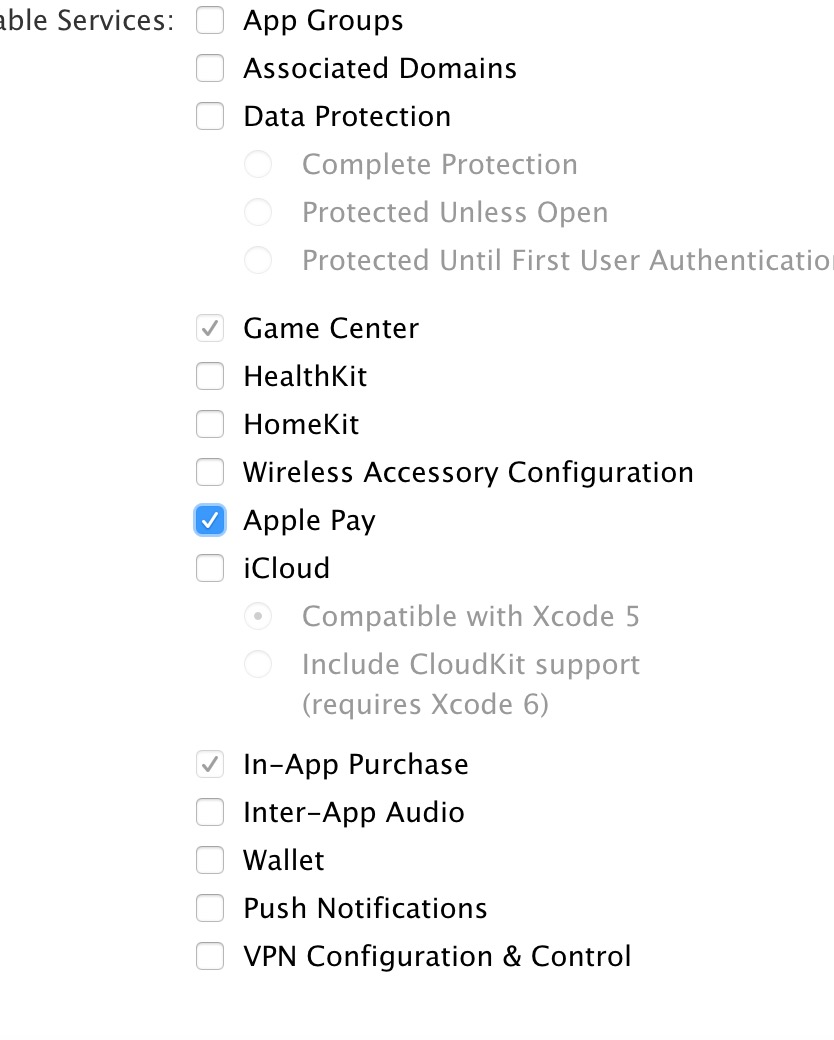 Services: App Groups
Associated Domains
Data Protection
Complete Protection
Protected Unless Open
Protected Until First User
Game Center
HealthKit
HomeKit
Wireless Accessory Configuration
Apple Pay
iCloud
Compatible with Xcode 5
Include CloudKit support
(requires Xcode 6)
In-App Purchase
Inter-App Audio
Wallet
Push Notifications
VPN Configuration & Control